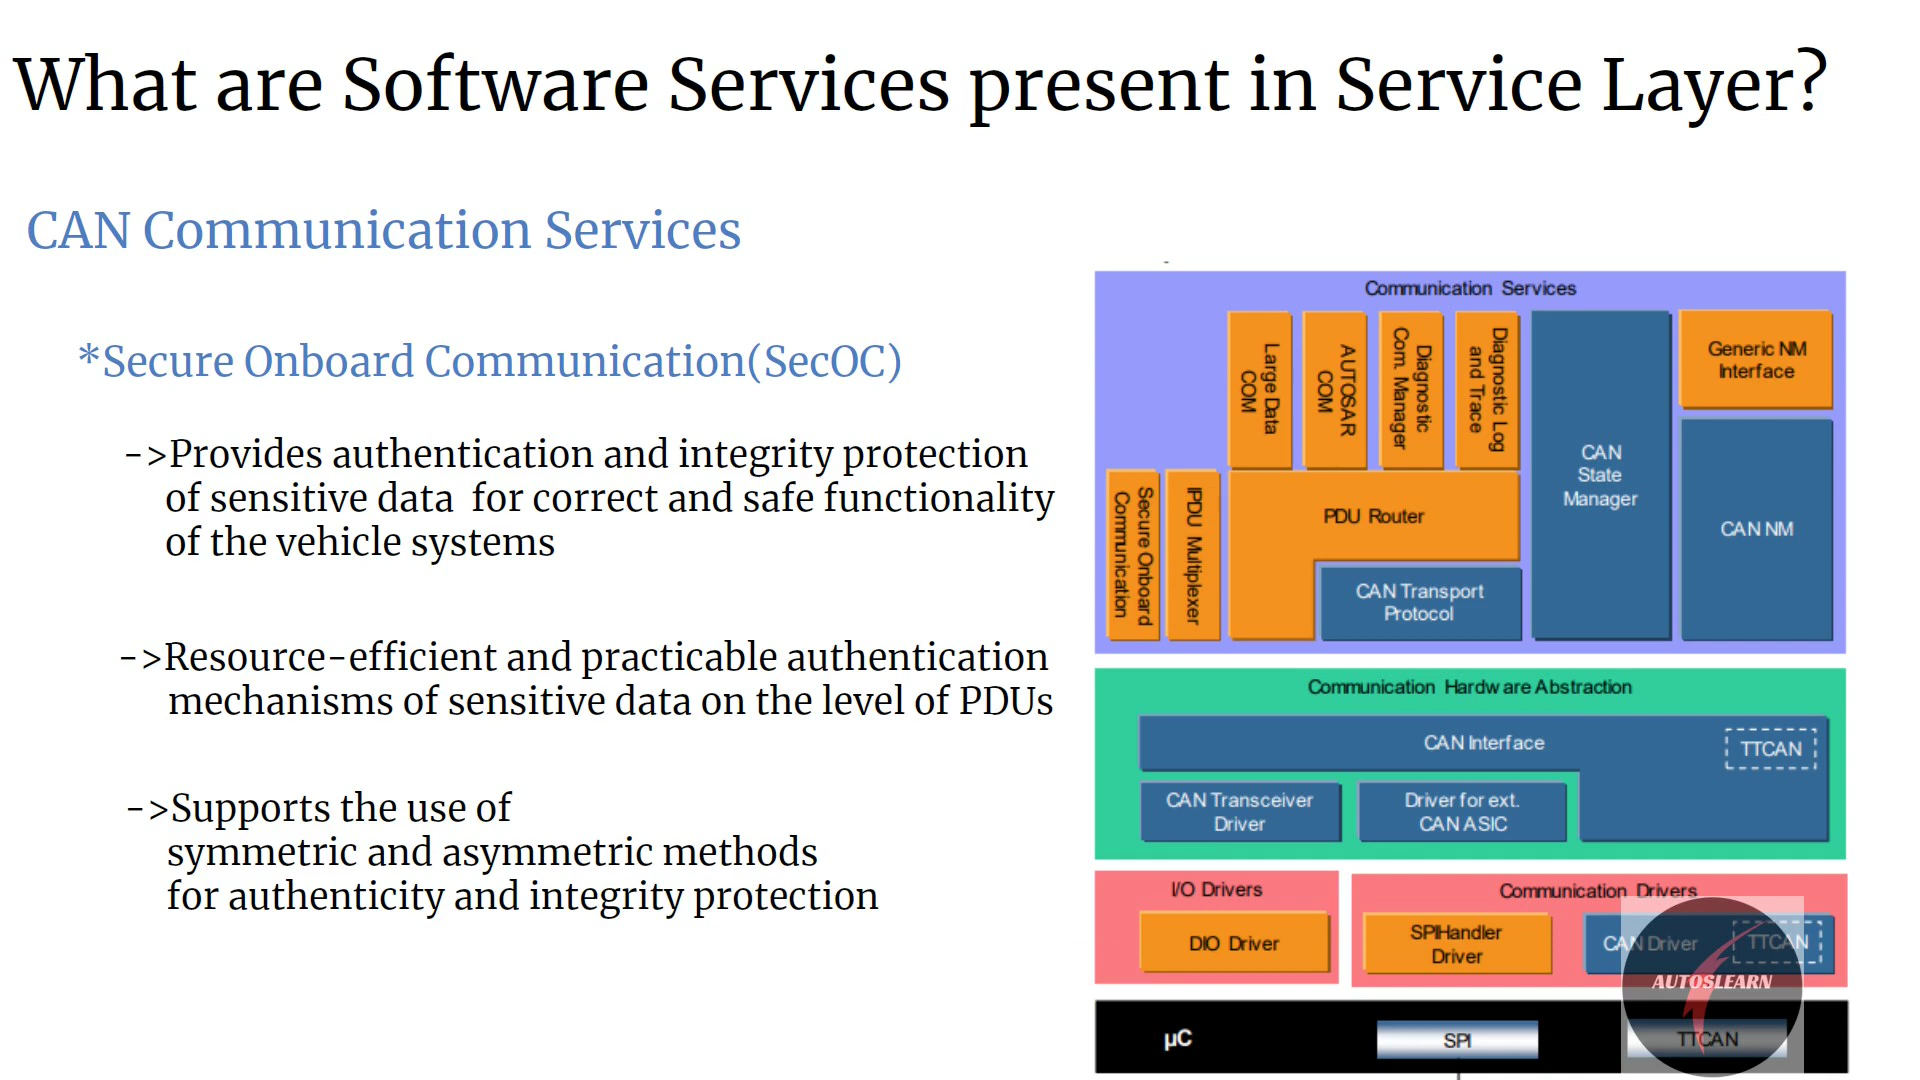 What are Software Services present in Service Layer?
CAN Communication Services
*Secure Onboard Communication(SecOC)
->Provides authentication and integrity protection
of sensitive data  for correct and safe functionality
of the vehicle systems
->Resource-efficient and practicable authentication
mechanisms of sensitive data on the level of PDUs
->Supports the use of
symmetric and asymmetric methods
for authenticity and integrity protection
Communication Services
Large Data
COM
AUTOSAR
COM
Diagnostic
Com. Manager
Diagnostic Log
and Trace
CAN
State
Manager
Generic NM
Interface
Secure Onboard
Communication
IPDU Multiplexer
PDU Router
CAN Transport
Protocol
CAN NM
Communication Hardware Abstraction
CAN Interface
TTCAN
CAN Transceiver
Driver
Driver for ext.
CAN ASIC
I/O Drivers
DIO Driver
Communication Drivers
SPIHandler
Driver
CAN Driver
TTCAN
AUTOSLEARN
µC
SPI
TTCAN